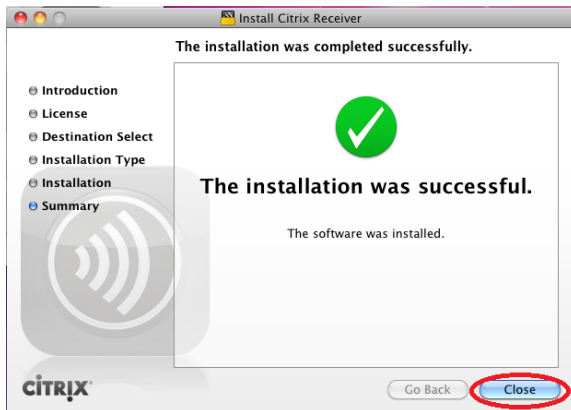 Install Citrix Receiver
The installation was completed successfully.
Introduction
License
Destination Select
Installation Type
Installation
Summary
The installation was successful.
The software was installed.
CITRIX
Go Back
Close